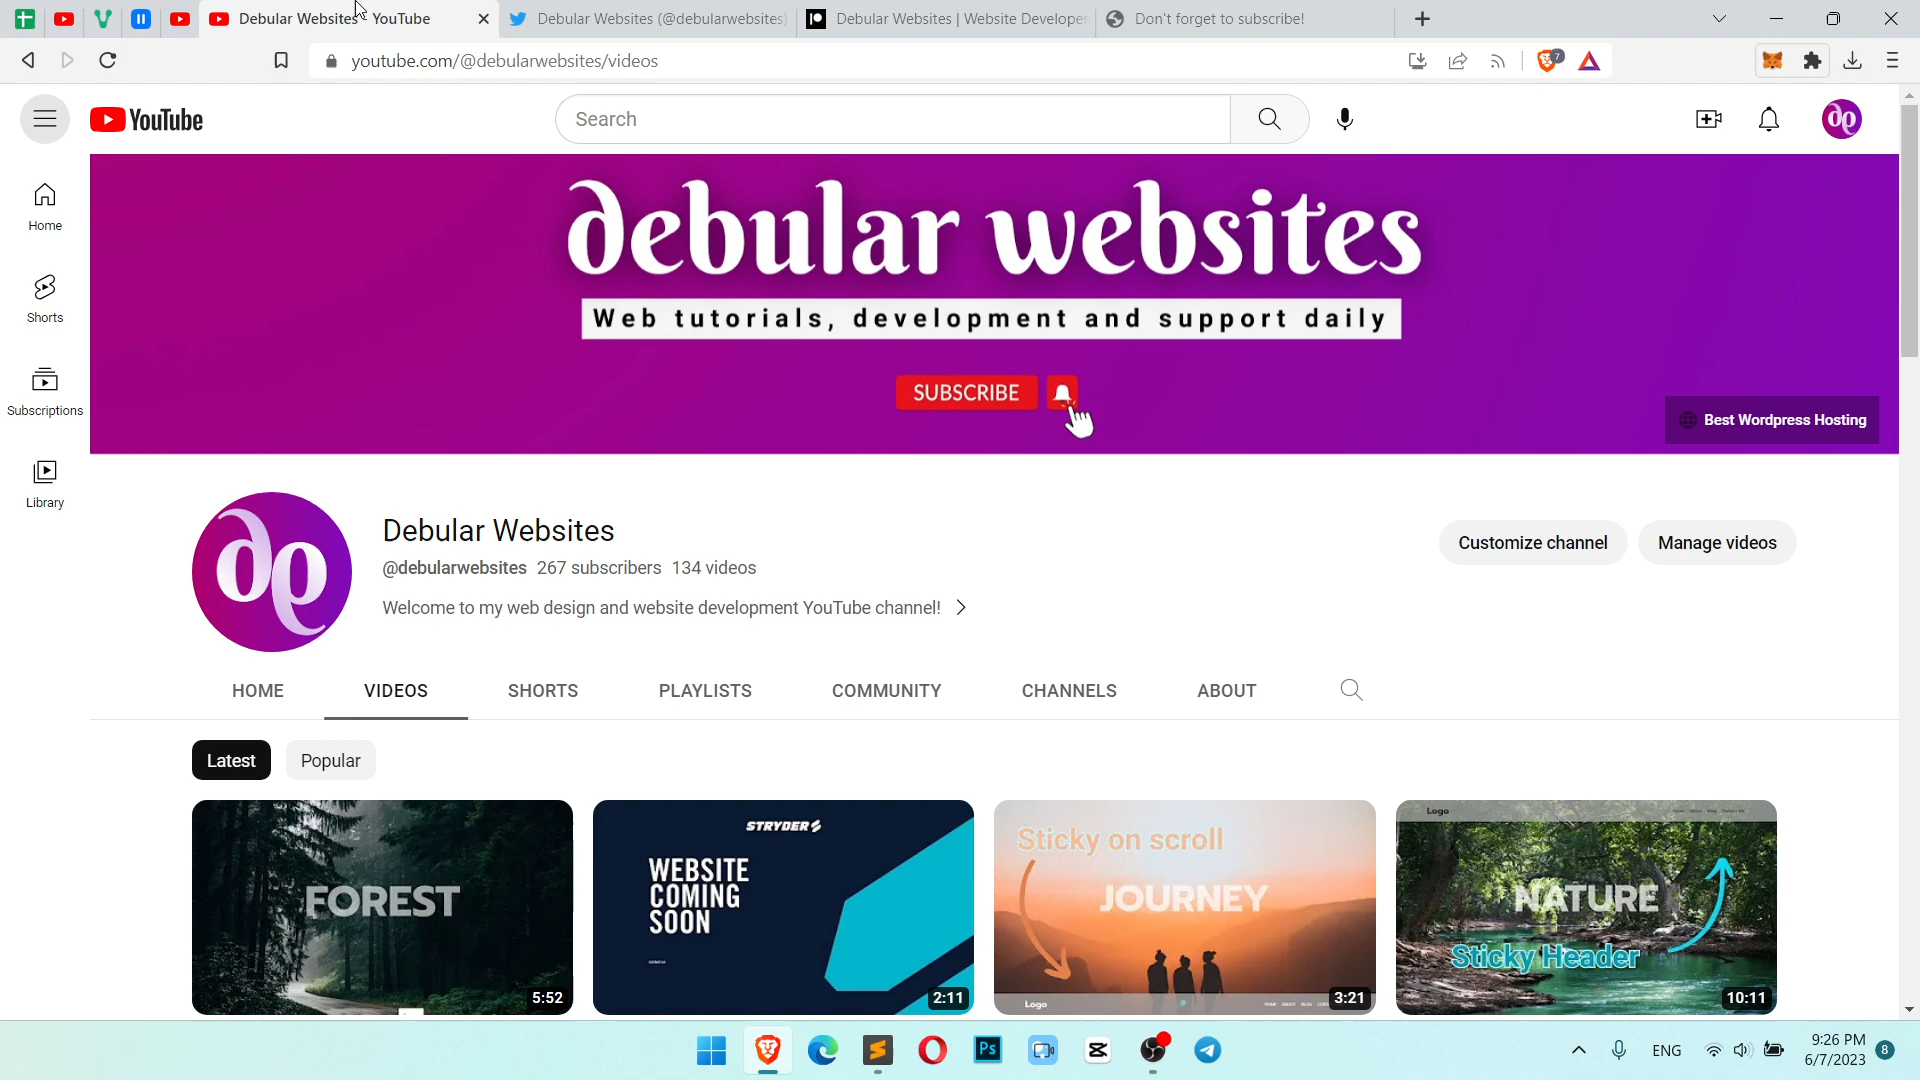 Debular Websites YouTube
Debular Websites (@debularwebsites)
Debular Websites | Website Developer
Don't forget to subscribe!
youtube.com/@debularwebsites/videos
7
YouTube
Search
Home
Shorts
Subscriptions
Library
debular websites
Web tutorials, development and support daily
SUBSCRIBE
Best Wordpress Hosting
Debular Websites
@debularwebsites 267 subscribers 134 videos
Welcome to my web design and website development YouTube channel!
Customize channel
Manage videos
HOME VIDEOS SHORTS PLAYLISTS COMMUNITY CHANNELS ABOUT
Latest Popular
FOREST
5:52
STRYDER
WEBSITE
COMING
SOON
2:11
Sticky on scroll
JOURNEY
Logo
3:21
Logo
NATURE
Sticky Header
10:11
Ps
ENG
9:26 PM
6/7/2023
8